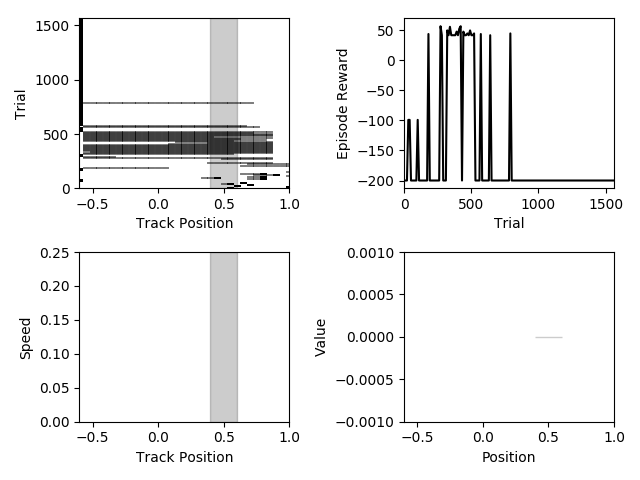 1500
1000
500
0
Trial
−0.5 0.0 0.5 1.0
Track Position
50
0
−50
−100
−150
−200
Episode Reward
0 500 1000 1500
Trial
0.25
0.20
0.15
0.10
0.05
0.00
Speed
−0.5 0.0 0.5 1.0
Track Position
0.0010
0.0005
0.0000
−0.0005
−0.0010
Value
−0.5 0.0 0.5 1.0
Position